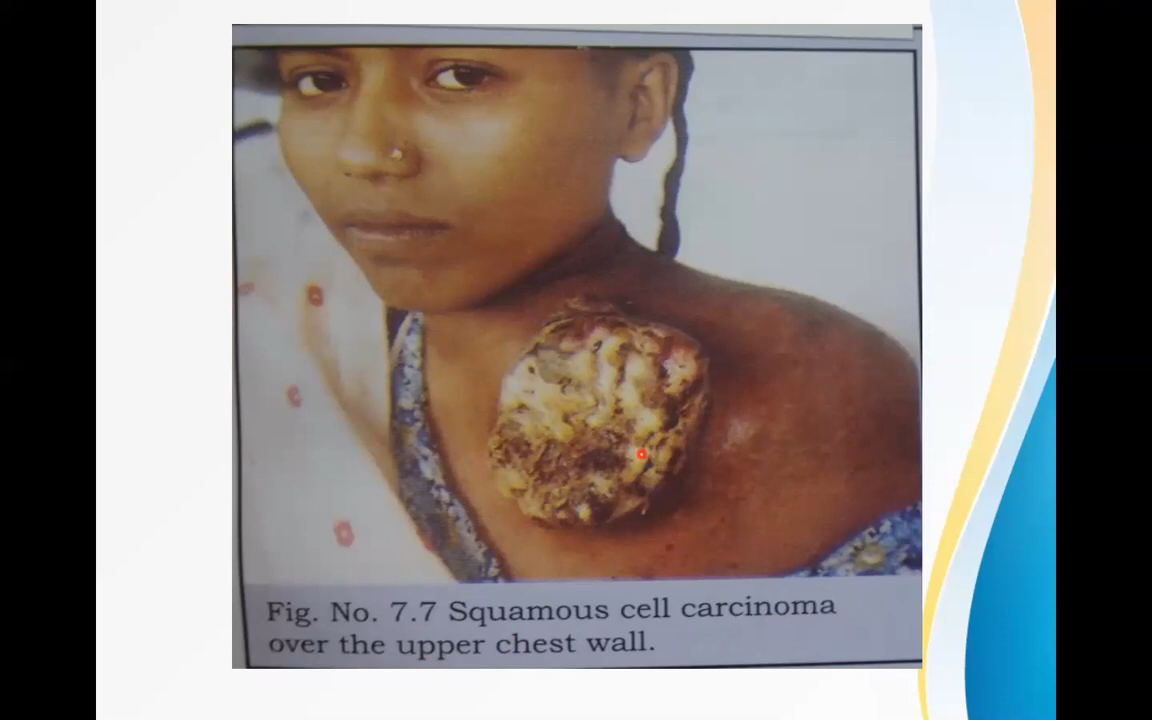 Fig. No. 7.7 Squamous cell carcinoma
over the upper chest wall.